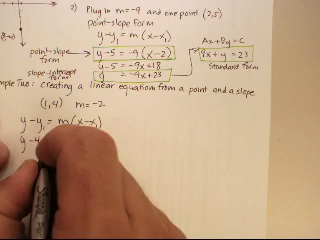 2) Plug in m = -9 and one point (2,5)
point-slope form
y - y₁ = m (x - x₁)
point-slope form → y - 5 = -9(x - 2)
y - 5 = -9x + 18
slope-intercept form → y = -9x + 23
Ax + By = C
9x + y = 23
Standard form
mple Two: Creating a linear equation from a point and a slope
(1,4) m = -2
y - y₁ = m(x - x₁)
y - 4